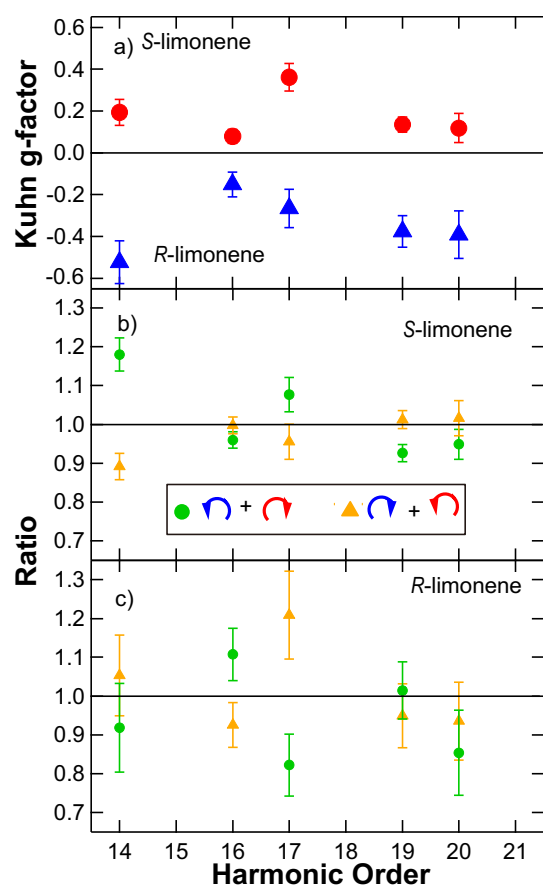 a)
S-limonene
Kuhn g-factor
0.6
0.4
0.2
0.0
-0.2
-0.4
-0.6
R-limonene
b)
S-limonene
1.3
1.2
1.1
1.0
0.9
0.8
0.7
+
+
Ratio
c)
R-limonene
1.3
1.2
1.1
1.0
0.9
0.8
0.7
14 15 16 17 18 19 20 21
Harmonic Order